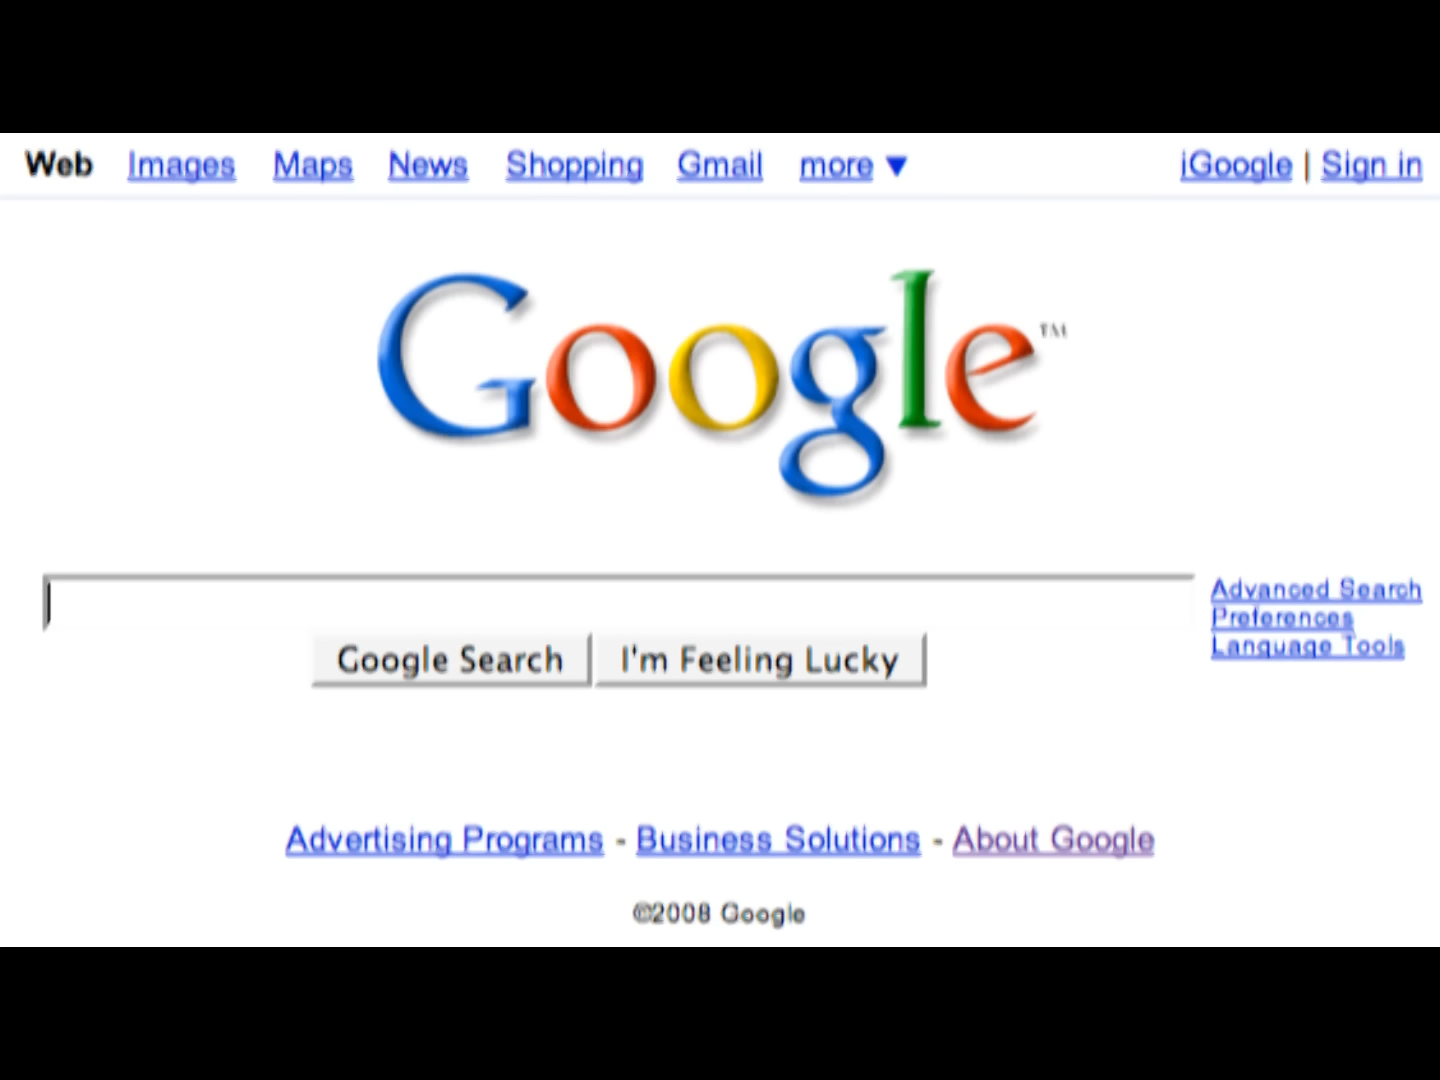 Web Images Maps News Shopping Gmail more ▼ iGoogle | Sign in
Google™
Advanced Search
Preferences
Language Tools
Google Search I'm Feeling Lucky
Advertising Programs - Business Solutions - About Google
©2008 Google